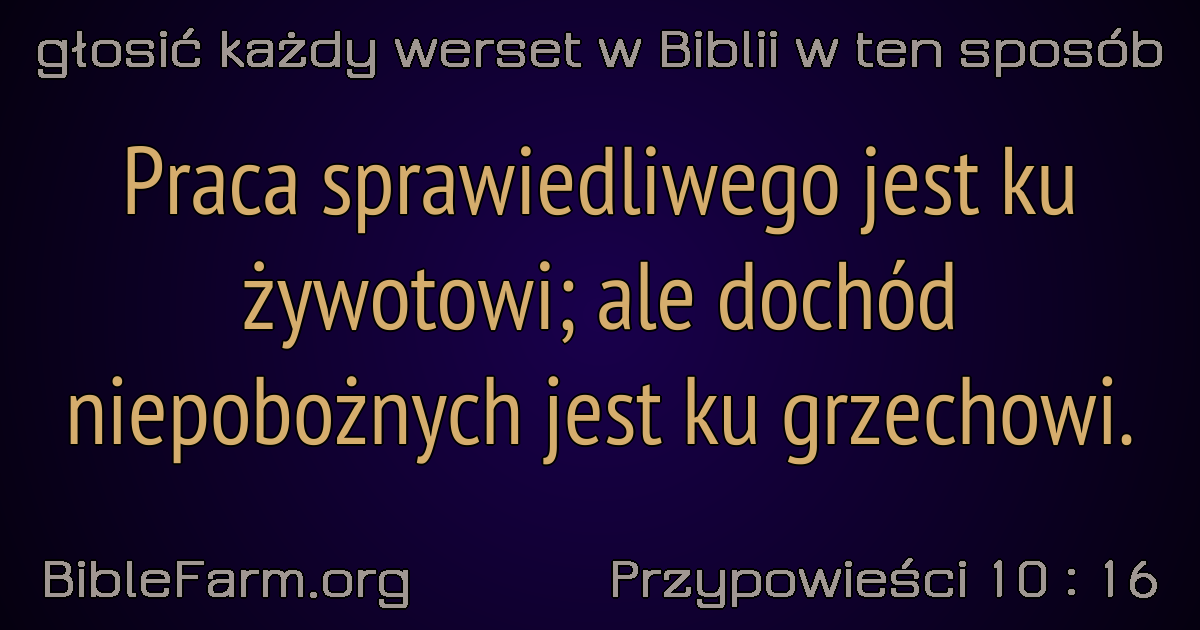 głosić każdy werset w Biblii w ten sposób
Praca sprawiedliwego jest ku
żywotowi; ale dochód
niepobożnych jest ku grzechowi.
BibleFarm.org
Przypowieści 10 : 16